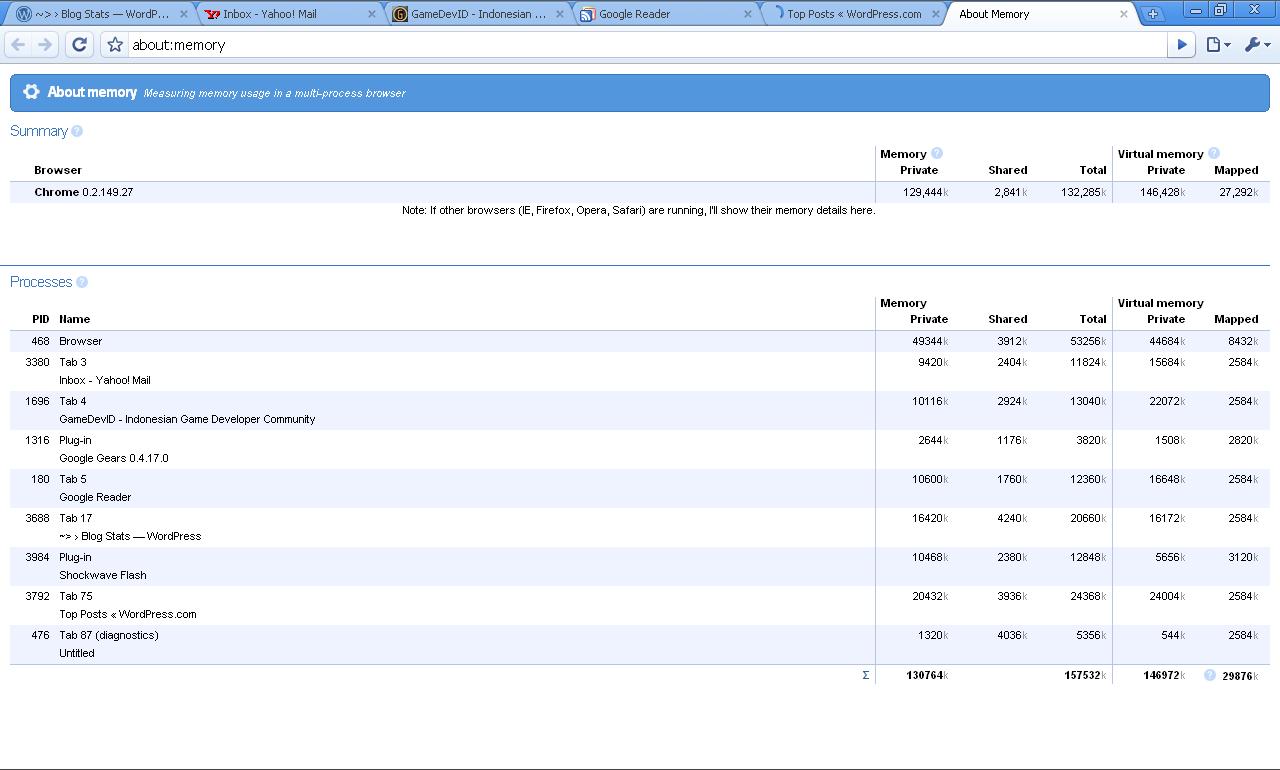 ~> › Blog Stats — WordP... Inbox - Yahoo! Mail GameDevID - Indonesian ... Google Reader Top Posts « WordPress.com About Memory
about:memory
About memory Measuring memory usage in a multi-process browser
Summary ?
Memory ? Virtual memory ?
Browser Private Shared Total Private Mapped
Chrome 0.2.149.27 129,444k 2,841k 132,285k 146,428k 27,292k
Note: If other browsers (IE, Firefox, Opera, Safari) are running, I'll show their memory details here.
Processes ?
Memory Virtual memory
PID Name Private Shared Total Private Mapped
468 Browser 49344k 3912k 53256k 44684k 8432k
3380 Tab 3 9420k 2404k 11824k 15684k 2584k
Inbox - Yahoo! Mail
1696 Tab 4 10116k 2924k 13040k 22072k 2584k
GameDevID - Indonesian Game Developer Community
1316 Plug-in 2644k 1176k 3820k 1508k 2820k
Google Gears 0.4.17.0
180 Tab 5 10600k 1760k 12360k 16648k 2584k
Google Reader
3688 Tab 17 16420k 4240k 20660k 16172k 2584k
~> › Blog Stats — WordPress
3984 Plug-in 10468k 2380k 12848k 5656k 3120k
Shockwave Flash
3792 Tab 75 20432k 3936k 24368k 24004k 2584k
Top Posts « WordPress.com
476 Tab 87 (diagnostics) 1320k 4036k 5356k 544k 2584k
Untitled
Σ 130764k 157532k 146972k ? 29876k